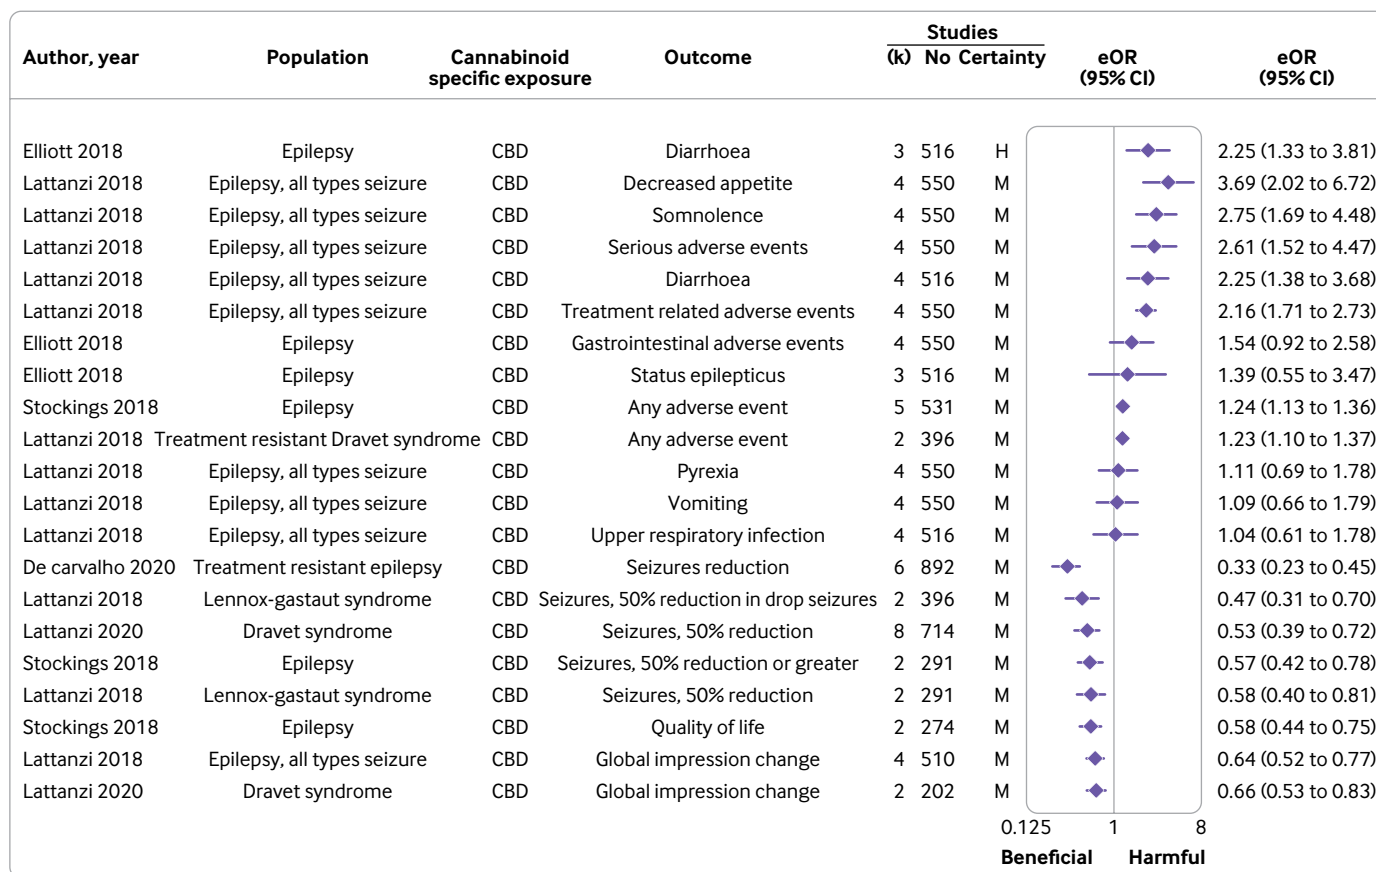 Studies
Author, year Population Cannabinoid specific exposure Outcome (k) No Certainty eOR (95% CI) eOR (95% CI)
Elliott 2018 Epilepsy CBD Diarrhoea 3 516 H 2.25 (1.33 to 3.81)
Lattanzi 2018 Epilepsy, all types seizure CBD Decreased appetite 4 550 M 3.69 (2.02 to 6.72)
Lattanzi 2018 Epilepsy, all types seizure CBD Somnolence 4 550 M 2.75 (1.69 to 4.48)
Lattanzi 2018 Epilepsy, all types seizure CBD Serious adverse events 4 550 M 2.61 (1.52 to 4.47)
Lattanzi 2018 Epilepsy, all types seizure CBD Diarrhoea 4 516 M 2.25 (1.38 to 3.68)
Lattanzi 2018 Epilepsy, all types seizure CBD Treatment related adverse events 4 550 M 2.16 (1.71 to 2.73)
Elliott 2018 Epilepsy CBD Gastrointestinal adverse events 4 550 M 1.54 (0.92 to 2.58)
Elliott 2018 Epilepsy CBD Status epilepticus 3 516 M 1.39 (0.55 to 3.47)
Stockings 2018 Epilepsy CBD Any adverse event 5 531 M 1.24 (1.13 to 1.36)
Lattanzi 2018 Treatment resistant Dravet syndrome CBD Any adverse event 2 396 M 1.23 (1.10 to 1.37)
Lattanzi 2018 Epilepsy, all types seizure CBD Pyrexia 4 550 M 1.11 (0.69 to 1.78)
Lattanzi 2018 Epilepsy, all types seizure CBD Vomiting 4 550 M 1.09 (0.66 to 1.79)
Lattanzi 2018 Epilepsy, all types seizure CBD Upper respiratory infection 4 516 M 1.04 (0.61 to 1.78)
De carvalho 2020 Treatment resistant epilepsy CBD Seizures reduction 6 892 M 0.33 (0.23 to 0.45)
Lattanzi 2018 Lennox-gastaut syndrome CBD Seizures, 50% reduction in drop seizures 2 396 M 0.47 (0.31 to 0.70)
Lattanzi 2020 Dravet syndrome CBD Seizures, 50% reduction 8 714 M 0.53 (0.39 to 0.72)
Stockings 2018 Epilepsy CBD Seizures, 50% reduction or greater 2 291 M 0.57 (0.42 to 0.78)
Lattanzi 2018 Lennox-gastaut syndrome CBD Seizures, 50% reduction 2 291 M 0.58 (0.40 to 0.81)
Stockings 2018 Epilepsy CBD Quality of life 2 274 M 0.58 (0.44 to 0.75)
Lattanzi 2018 Epilepsy, all types seizure CBD Global impression change 4 510 M 0.64 (0.52 to 0.77)
Lattanzi 2020 Dravet syndrome CBD Global impression change 2 202 M 0.66 (0.53 to 0.83)
0.125 1 8
Beneficial Harmful